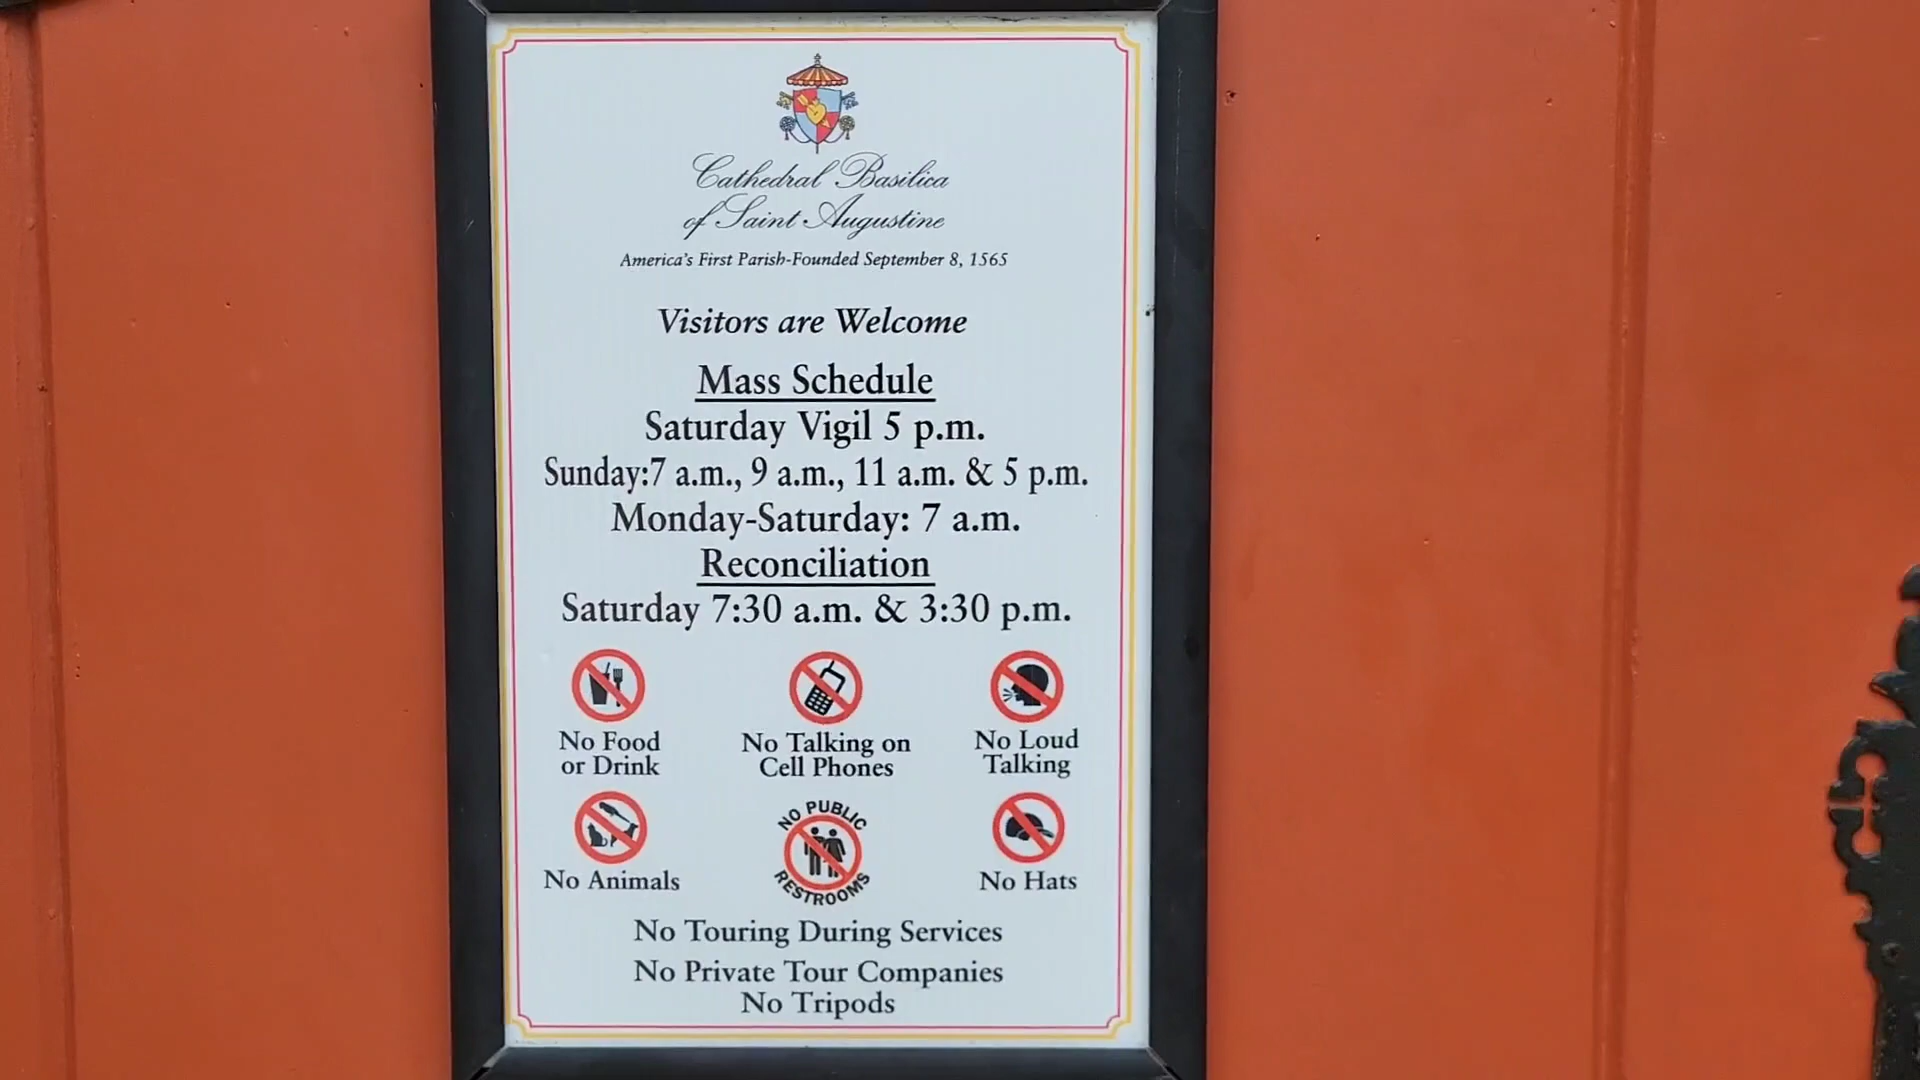 Cathedral Basilica
of Saint Augustine
America's First Parish-Founded September 8, 1565
Visitors are Welcome
Mass Schedule
Saturday Vigil 5 p.m.
Sunday:7 a.m., 9 a.m., 11 a.m. & 5 p.m.
Monday-Saturday: 7 a.m.
Reconciliation
Saturday 7:30 a.m. & 3:30 p.m.
No Food
or Drink
No Talking on
Cell Phones
No Loud
Talking
No Animals
NO PUBLIC
RESTROOMS
No Hats
No Touring During Services
No Private Tour Companies
No Tripods